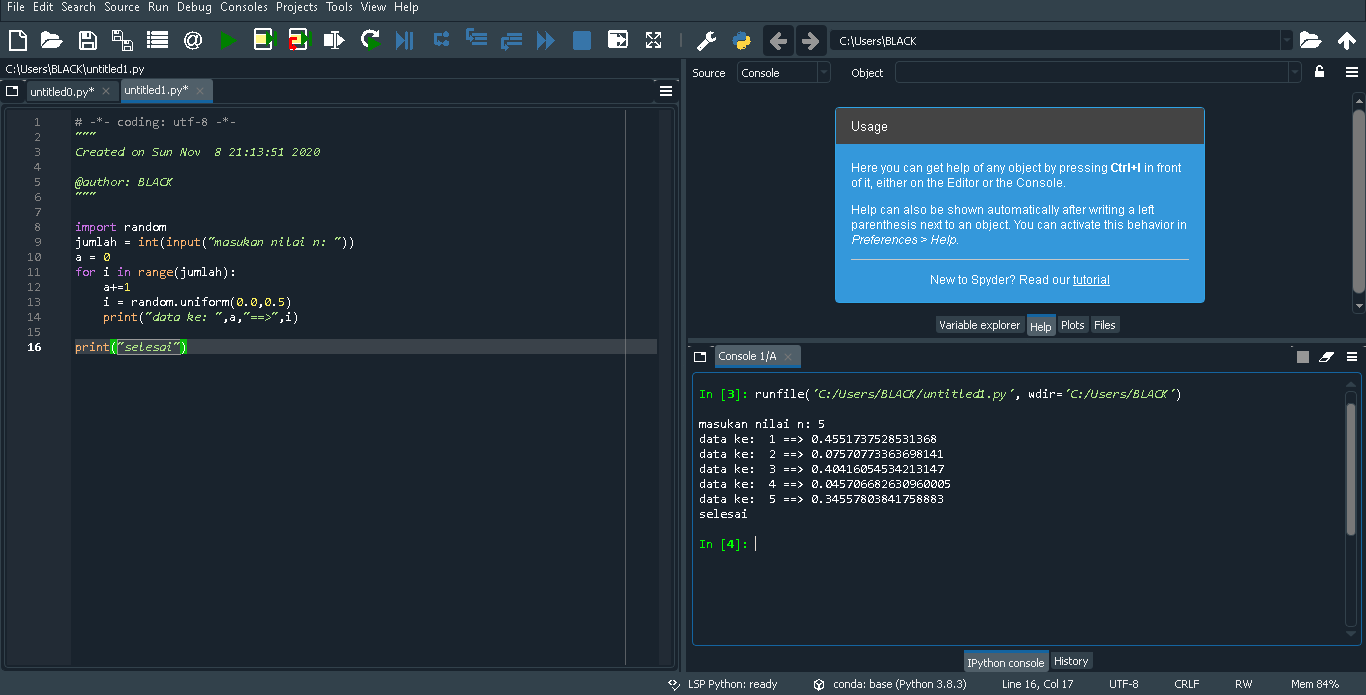 File Edit Search Source Run Debug Consoles Projects Tools View Help
C:\Users\BLACK
C:\Users\BLACK\untitled1.py
untitled0.py*
untitled1.py*
1 # -*- coding: utf-8 -*-
2 """
3 Created on Sun Nov  8 21:13:51 2020
4
5 @author: BLACK
6 """
7
8 import random
9 jumlah = int(input("masukan nilai n: "))
10 a = 0
11 for i in range(jumlah):
12     a+=1
13     i = random.uniform(0.0,0.5)
14     print("data ke: ",a,"==>",i)
15
16 print("selesai")
Source Console Object
Usage
Here you can get help of any object by pressing Ctrl+I in front
of it, either on the Editor or the Console.
Help can also be shown automatically after writing a left
parenthesis next to an object. You can activate this behavior in
Preferences > Help.
New to Spyder? Read our tutorial
Variable explorer Help Plots Files
Console 1/A
In [3]: runfile('C:/Users/BLACK/untitled1.py', wdir='C:/Users/BLACK')
masukan nilai n: 5
data ke:  1 ==> 0.4551737528531368
data ke:  2 ==> 0.07570773363698141
data ke:  3 ==> 0.40416054534213147
data ke:  4 ==> 0.045706682630960005
data ke:  5 ==> 0.34557803841758883
selesai
In [4]:
IPython console History
LSP Python: ready conda: base (Python 3.8.3) Line 16, Col 17 UTF-8 CRLF RW Mem 84%